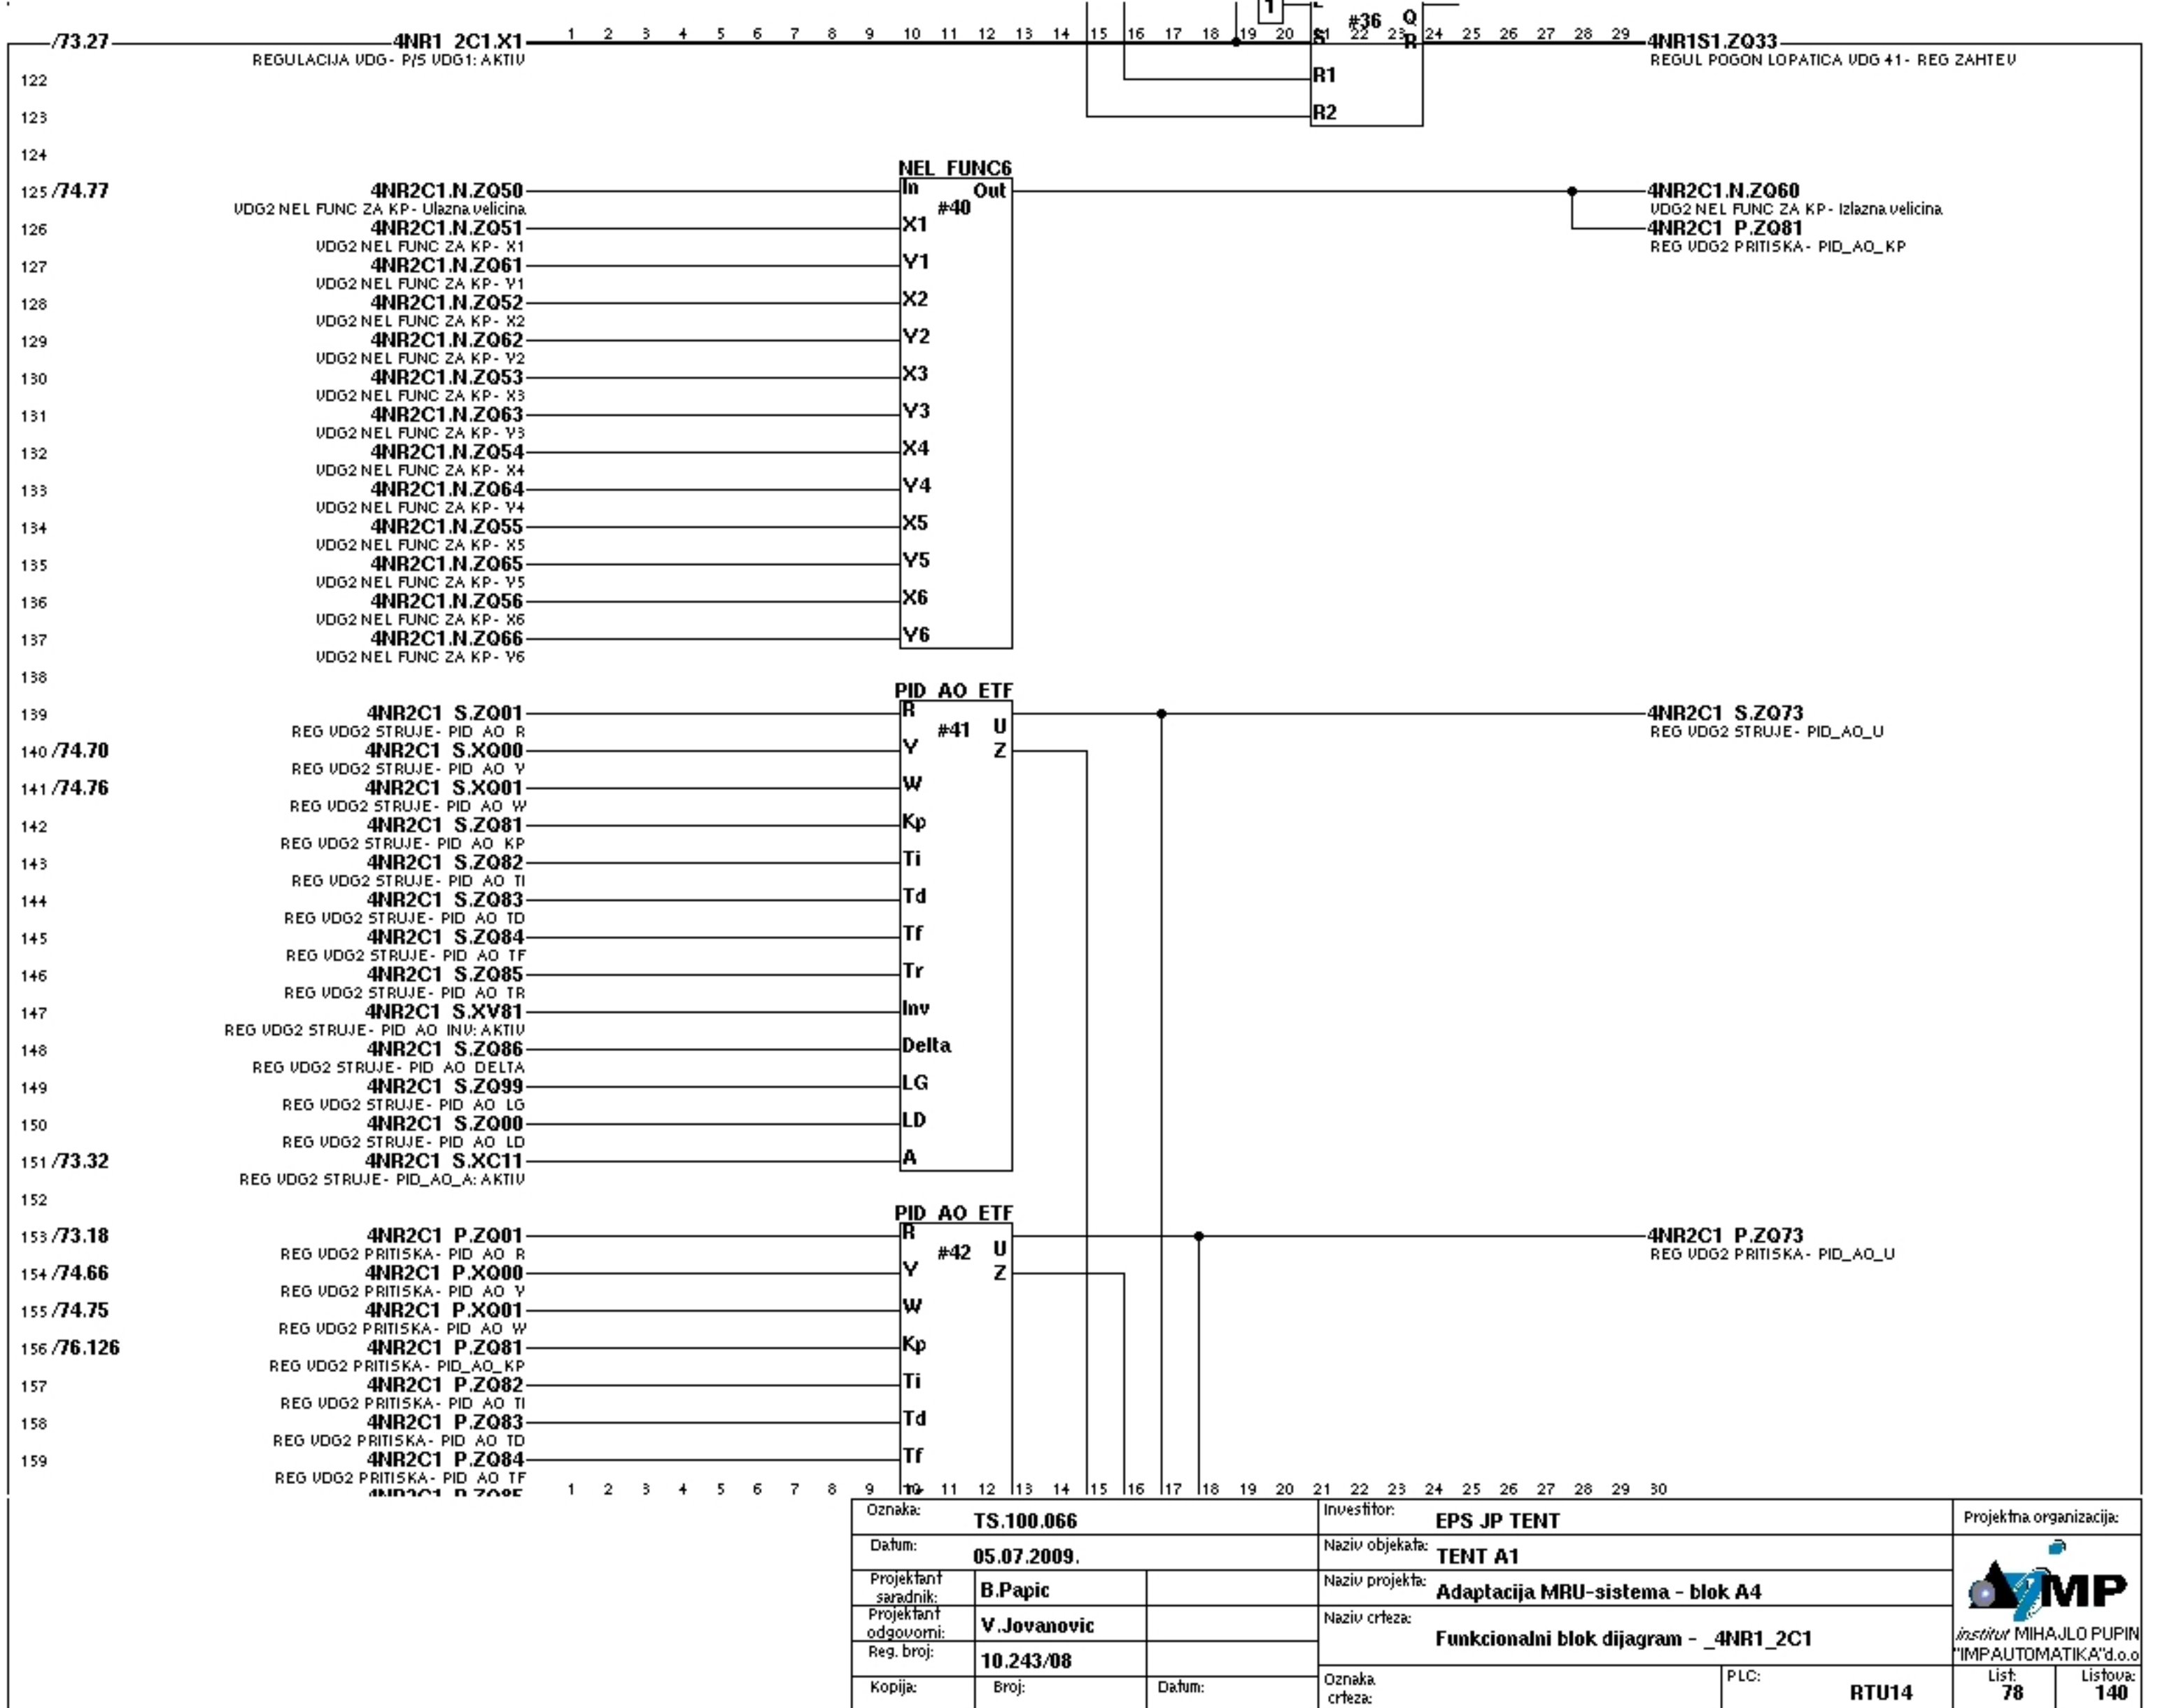 1 #36 Q
/73.27 4NR1 2C1.X1 1 2 3 4 5 6 7 8 9 10 11 12 13 14 15 16 17 18 19 20 21 22 23 24 25 26 27 28 29 4NR1S1.ZQ33
S R
REGULACIJA VDG- P/S VDG1: AKTIV REGUL POGON LOPATICA VDG 41- REG ZAHTEV
122 R1
123 R2
124
NEL FUNC6
125 /74.77 4NR2C1.N.ZQ50 In Out 4NR2C1.N.ZQ60
VDG2 NEL FUNC ZA KP- Ulazna velicina #40 VDG2 NEL FUNC ZA KP- Izlazna velicina
126 4NR2C1.N.ZQ51 X1 4NR2C1 P.ZQ81
VDG2 NEL FUNC ZA KP- X1 REG VDG2 PRITISKA- PID_AO_KP
127 4NR2C1.N.ZQ61 Y1
VDG2 NEL FUNC ZA KP- Y1
128 4NR2C1.N.ZQ52 X2
VDG2 NEL FUNC ZA KP- X2
129 4NR2C1.N.ZQ62 Y2
VDG2 NEL FUNC ZA KP- Y2
130 4NR2C1.N.ZQ53 X3
VDG2 NEL FUNC ZA KP- X3
131 4NR2C1.N.ZQ63 Y3
VDG2 NEL FUNC ZA KP- Y3
132 4NR2C1.N.ZQ54 X4
VDG2 NEL FUNC ZA KP- X4
133 4NR2C1.N.ZQ64 Y4
VDG2 NEL FUNC ZA KP- Y4
134 4NR2C1.N.ZQ55 X5
VDG2 NEL FUNC ZA KP- X5
135 4NR2C1.N.ZQ65 Y5
VDG2 NEL FUNC ZA KP- Y5
136 4NR2C1.N.ZQ56 X6
VDG2 NEL FUNC ZA KP- X6
137 4NR2C1.N.ZQ66 Y6
VDG2 NEL FUNC ZA KP- Y6
138
PID AO ETF
139 4NR2C1 S.ZQ01 R U 4NR2C1 S.ZQ73
REG VDG2 STRUJE- PID AO R #41 REG VDG2 STRUJE- PID_AO_U
140 /74.70 4NR2C1 S.XQ00 Y Z
REG VDG2 STRUJE- PID AO Y
141 /74.76 4NR2C1 S.XQ01 W
REG VDG2 STRUJE- PID AO W
142 4NR2C1 S.ZQ81 Kp
REG VDG2 STRUJE- PID AO KP
143 4NR2C1 S.ZQ82 Ti
REG VDG2 STRUJE- PID AO TI
144 4NR2C1 S.ZQ83 Td
REG VDG2 STRUJE- PID AO TD
145 4NR2C1 S.ZQ84 Tf
REG VDG2 STRUJE- PID AO TF
146 4NR2C1 S.ZQ85 Tr
REG VDG2 STRUJE- PID AO TR
147 4NR2C1 S.XV81 Inv
REG VDG2 STRUJE- PID AO INV: AKTIV
148 4NR2C1 S.ZQ86 Delta
REG VDG2 STRUJE- PID AO DELTA
149 4NR2C1 S.ZQ99 LG
REG VDG2 STRUJE- PID AO LG
150 4NR2C1 S.ZQ00 LD
REG VDG2 STRUJE- PID AO LD
151 /73.32 4NR2C1 S.XC11 A
REG VDG2 STRUJE- PID_AO_A: AKTIV
152
PID AO ETF
153 /73.18 4NR2C1 P.ZQ01 R U 4NR2C1 P.ZQ73
REG VDG2 PRITISKA- PID AO R #42 REG VDG2 PRITISKA- PID_AO_U
154 /74.66 4NR2C1 P.XQ00 Y Z
REG VDG2 PRITISKA- PID AO Y
155 /74.75 4NR2C1 P.XQ01 W
REG VDG2 PRITISKA- PID AO W
156 /76.126 4NR2C1 P.ZQ81 Kp
REG VDG2 PRITISKA- PID_AO_KP
157 4NR2C1 P.ZQ82 Ti
REG VDG2 PRITISKA- PID AO TI
158 4NR2C1 P.ZQ83 Td
REG VDG2 PRITISKA- PID AO TD
159 4NR2C1 P.ZQ84 Tf
REG VDG2 PRITISKA- PID AO TF
1 2 3 4 5 6 7 8 9 10 11 12 13 14 15 16 17 18 19 20 21 22 23 24 25 26 27 28 29 30
Oznaka: TS.100.066 Investitor: EPS JP TENT Projektna organizacija:
Datum: 05.07.2009. Naziv objekata: TENT A1
Projektant saradnik: B.Papic Naziv projekta: Adaptacija MRU-sistema - blok A4
IMP
Projektant odgovorni: V.Jovanovic Naziv crteza: Funkcionalni blok dijagram - _4NR1_2C1
institut MIHAJLO PUPIN
Reg. broj: 10.243/08 "IMPAUTOMATIKA"d.o.o
Kopija: Broj: Datum: Oznaka crteza: PLC: RTU14 List: 78 Listova: 140